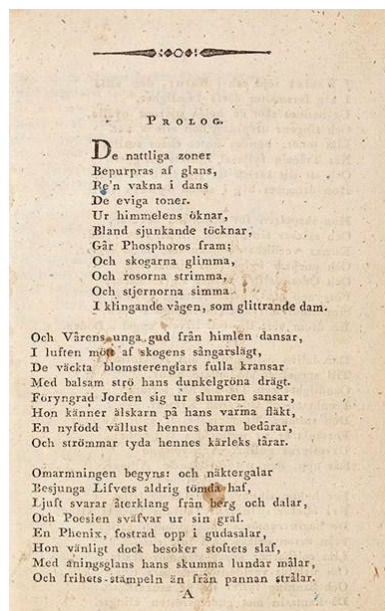 PROLOG.
De nattliga zoner
Bepurpras af glans,
Re'n vakna i dans
De eviga toner.
Ur himmelens öknar,
Bland sjunkande töcknar,
Går Phosphoros fram;
Och skogarna glimma,
Och rosorna strimma,
Och stjernorna simma
I klingande vågen, som glittrande dam.
Och Vårens unga gud från himlen dansar,
I luften mött af skogens sångarslägt,
De väckta blomsterenglars fulla kransar
Med balsam strö hans dunkelgröna drägt.
Föryngrad Jorden sig ur slumren sansar,
Hon känner älskarn på hans varma fläkt,
En nyfödd vällust hennes barm bedårar,
Och strömmar tyda hennes kärleks tårar.
Omarmningen begyns: och näktergalar
Besjunga Lifvets aldrig tömda haf,
Ljuft svarar återklang från berg och dalar,
Och Poesien sväfvar ur sin graf.
En Phenix, fostrad opp i gudasalar,
Hon vänligt dock besöker stoftets slaf,
Med aningsglans hans skumma lundar målar,
Och frihets-stämpeln än från pannan strålar.
A